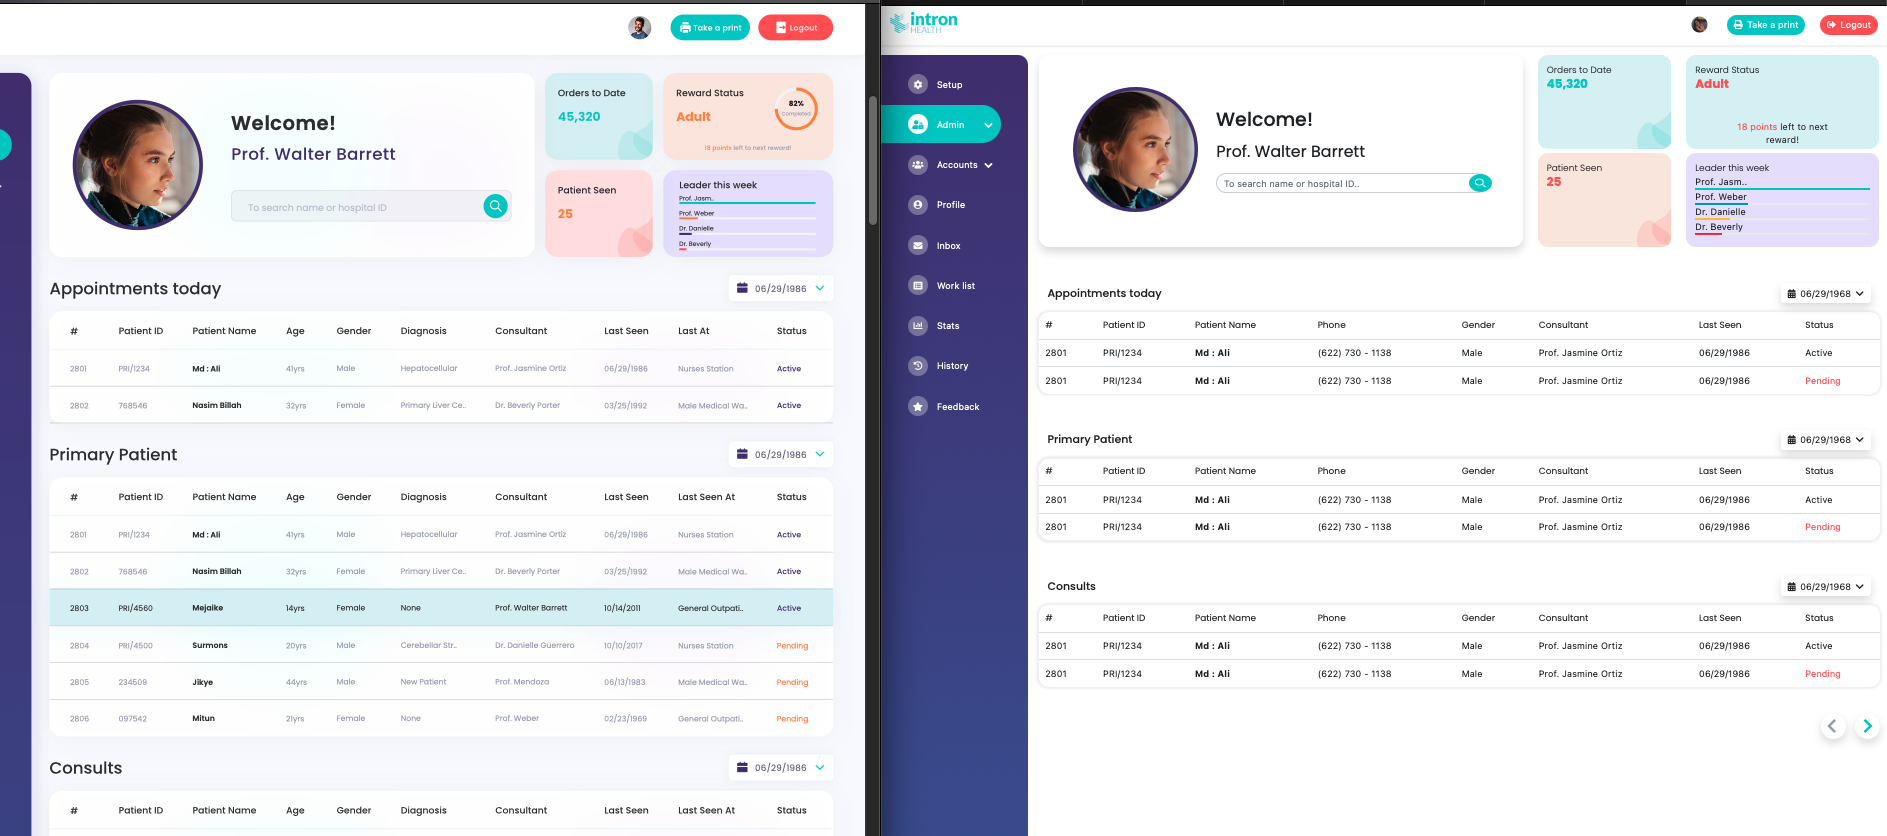 Take a print
Logout
Welcome!
Prof. Walter Barrett
To search name or hospital ID
Orders to Date
45,320
Reward Status
Adult
82%
Completed
18 points left to next reward!
Patient Seen
25
Leader this week
Prof. Jasm..
Prof. Weber
Dr. Danielle
Dr. Beverly
Appointments today
06/29/1986
# Patient ID Patient Name Age Gender Diagnosis Consultant Last Seen Last At Status
2801 PRI/1234 Md : Ali 41yrs Male Hepatocellular Prof. Jasmine Ortiz 06/29/1986 Nurses Station Active
2802 768546 Nasim Billah 32yrs Female Primary Liver Ce.. Dr. Beverly Porter 03/25/1992 Male Medical Wa.. Active
Primary Patient
06/29/1986
# Patient ID Patient Name Age Gender Diagnosis Consultant Last Seen Last Seen At Status
2801 PRI/1234 Md : Ali 41yrs Male Hepatocellular Prof. Jasmine Ortiz 06/29/1986 Nurses Station Active
2802 768546 Nasim Billah 32yrs Female Primary Liver Ce.. Dr. Beverly Porter 03/25/1992 Male Medical Wa.. Active
2803 PRI/4560 Mejaike 14yrs Female None Prof. Walter Barrett 10/14/2011 General Outpati.. Active
2804 PRI/4500 Surmons 20yrs Male Cerebellar Str.. Dr. Danielle Guerrero 10/10/2017 Nurses Station Pending
2805 234509 Jikye 44yrs Male New Patient Prof. Mendoza 06/13/1983 Male Medical Wa.. Pending
2806 097542 Mitun 21yrs Female None Prof. Weber 02/23/1969 General Outpati.. Pending
Consults
06/29/1986
# Patient ID Patient Name Age Gender Diagnosis Consultant Last Seen Last Seen At Status
intron
HEALTH
Take a print
Logout
Setup
Admin
Accounts
Profile
Inbox
Work list
Stats
History
Feedback
Welcome!
Prof. Walter Barrett
To search name or hospital ID..
Orders to Date
45,320
Reward Status
Adult
18 points left to next
reward!
Patient Seen
25
Leader this week
Prof. Jasm..
Prof. Weber
Dr. Danielle
Dr. Beverly
Appointments today
06/29/1968
# Patient ID Patient Name Phone Gender Consultant Last Seen Status
2801 PRI/1234 Md : Ali (622) 730 - 1138 Male Prof. Jasmine Ortiz 06/29/1986 Active
2801 PRI/1234 Md : Ali (622) 730 - 1138 Male Prof. Jasmine Ortiz 06/29/1986 Pending
Primary Patient
06/29/1968
# Patient ID Patient Name Phone Gender Consultant Last Seen Status
2801 PRI/1234 Md : Ali (622) 730 - 1138 Male Prof. Jasmine Ortiz 06/29/1986 Active
2801 PRI/1234 Md : Ali (622) 730 - 1138 Male Prof. Jasmine Ortiz 06/29/1986 Pending
Consults
06/29/1968
# Patient ID Patient Name Phone Gender Consultant Last Seen Status
2801 PRI/1234 Md : Ali (622) 730 - 1138 Male Prof. Jasmine Ortiz 06/29/1986 Active
2801 PRI/1234 Md : Ali (622) 730 - 1138 Male Prof. Jasmine Ortiz 06/29/1986 Pending